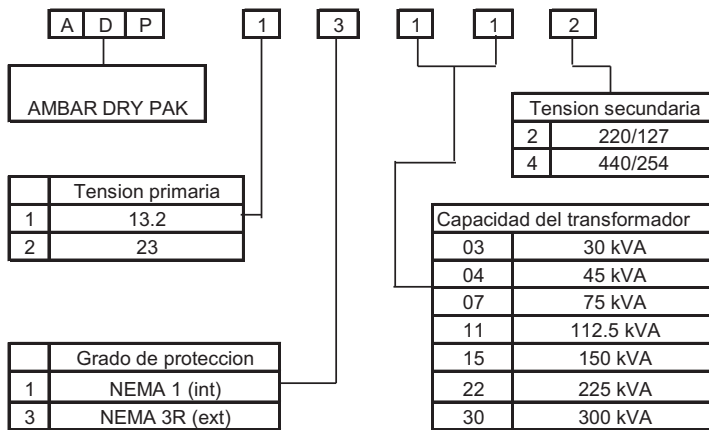 A D P 1 3 1 1 2
AMBAR DRY PAK
Tension secundaria
2 220/127
4 440/254
Tension primaria
1 13.2
2 23
Capacidad del transformador
03 30 kVA
04 45 kVA
07 75 kVA
11 112.5 kVA
15 150 kVA
22 225 kVA
30 300 kVA
Grado de proteccion
1 NEMA 1 (int)
3 NEMA 3R (ext)